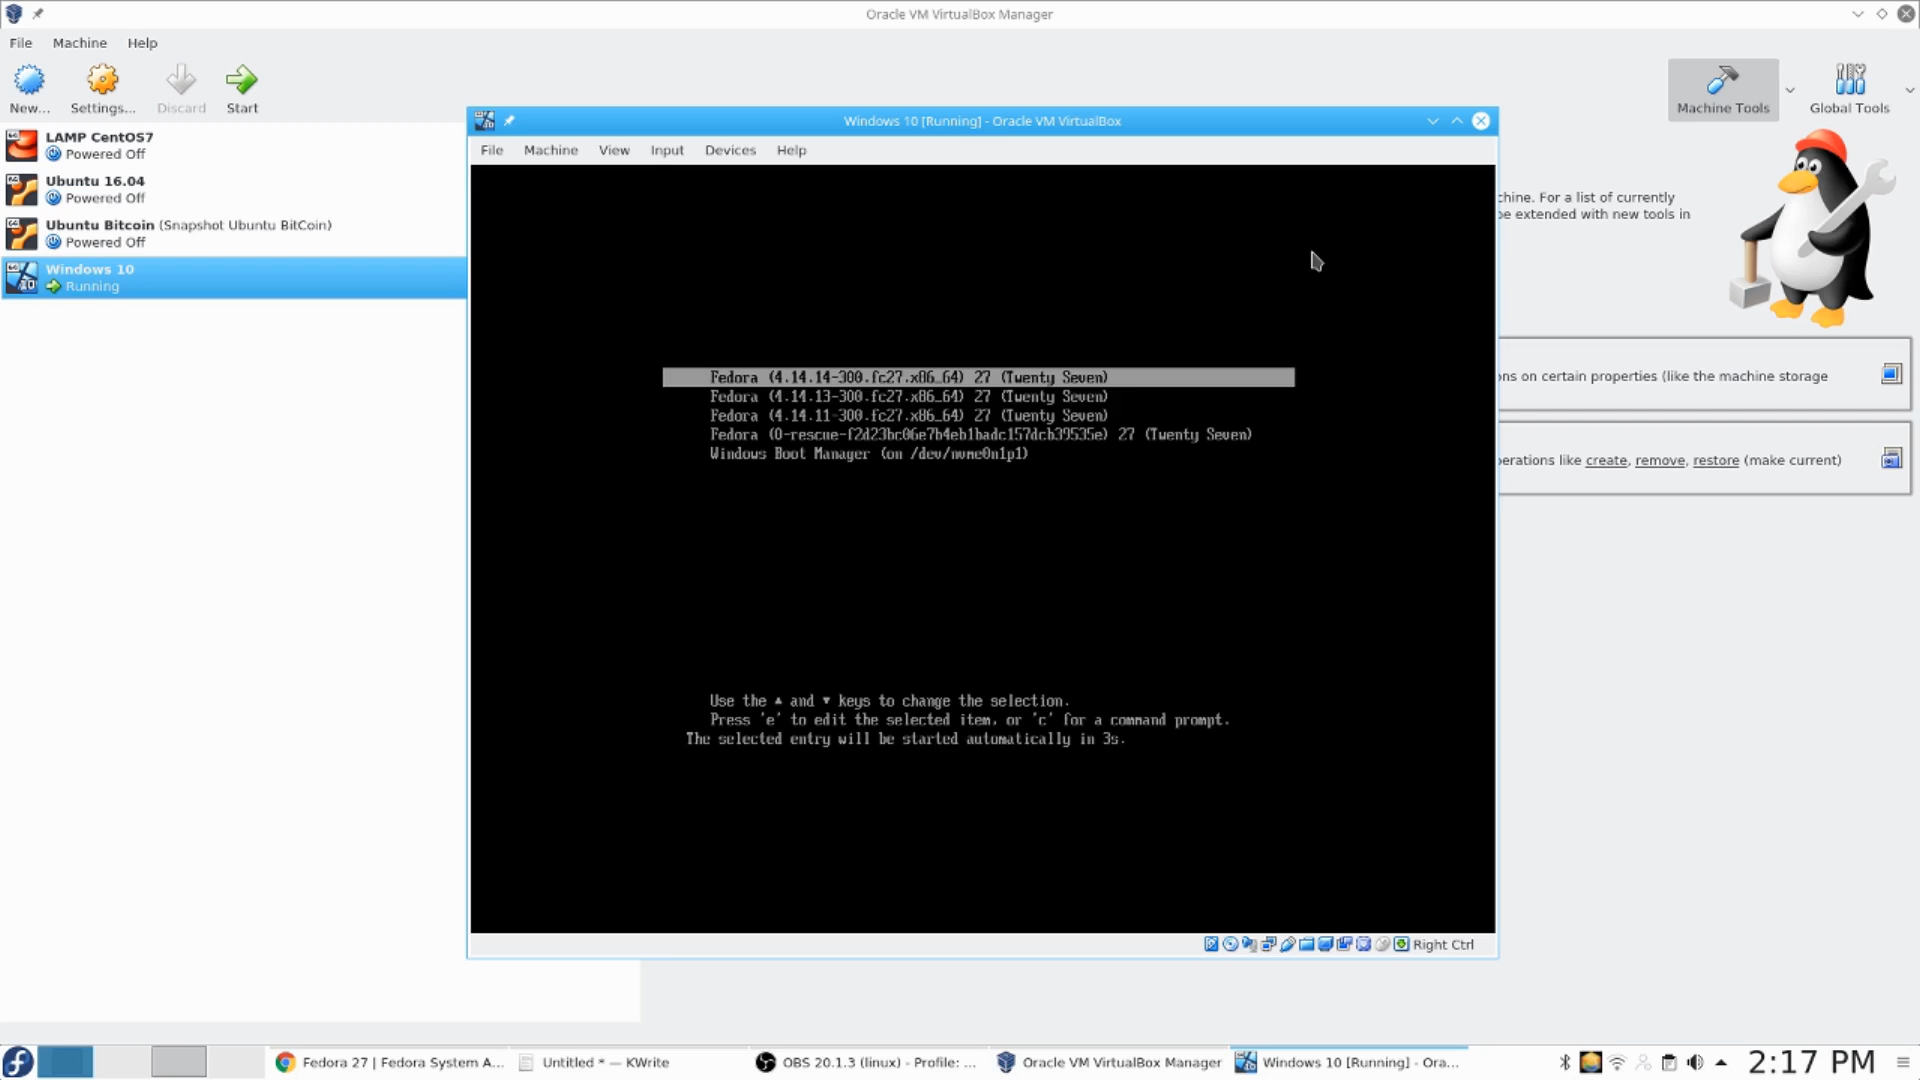 Oracle VM VirtualBox Manager
File Machine Help
New... Settings... Discard Start
Machine Tools Global Tools
LAMP CentOS7
Powered Off
Ubuntu 16.04
Powered Off
Ubuntu Bitcoin (Snapshot Ubuntu BitCoin)
Powered Off
Windows 10
Running
Windows 10 [Running] - Oracle VM VirtualBox
File Machine View Input Devices Help
Fedora (4.14.14-300.fc27.x86_64) 27 (Twenty Seven)
Fedora (4.14.13-300.fc27.x86_64) 27 (Twenty Seven)
Fedora (4.14.11-300.fc27.x86_64) 27 (Twenty Seven)
Fedora (0-rescue-f2d23bc06e7b4eb1badc157dcb39535e) 27 (Twenty Seven)
Windows Boot Manager (on /dev/nvme0n1p1)
Use the ▲ and ▼ keys to change the selection.
Press 'e' to edit the selected item, or 'c' for a command prompt.
The selected entry will be started automatically in 3s.
Right Ctrl
chine. For a list of currently
be extended with new tools in
ns on certain properties (like the machine storage
erations like create, remove, restore (make current)
Fedora 27 | Fedora System A... Untitled * — KWrite OBS 20.1.3 (linux) - Profile: ... Oracle VM VirtualBox Manager Windows 10 [Running] - Ora... 2:17 PM